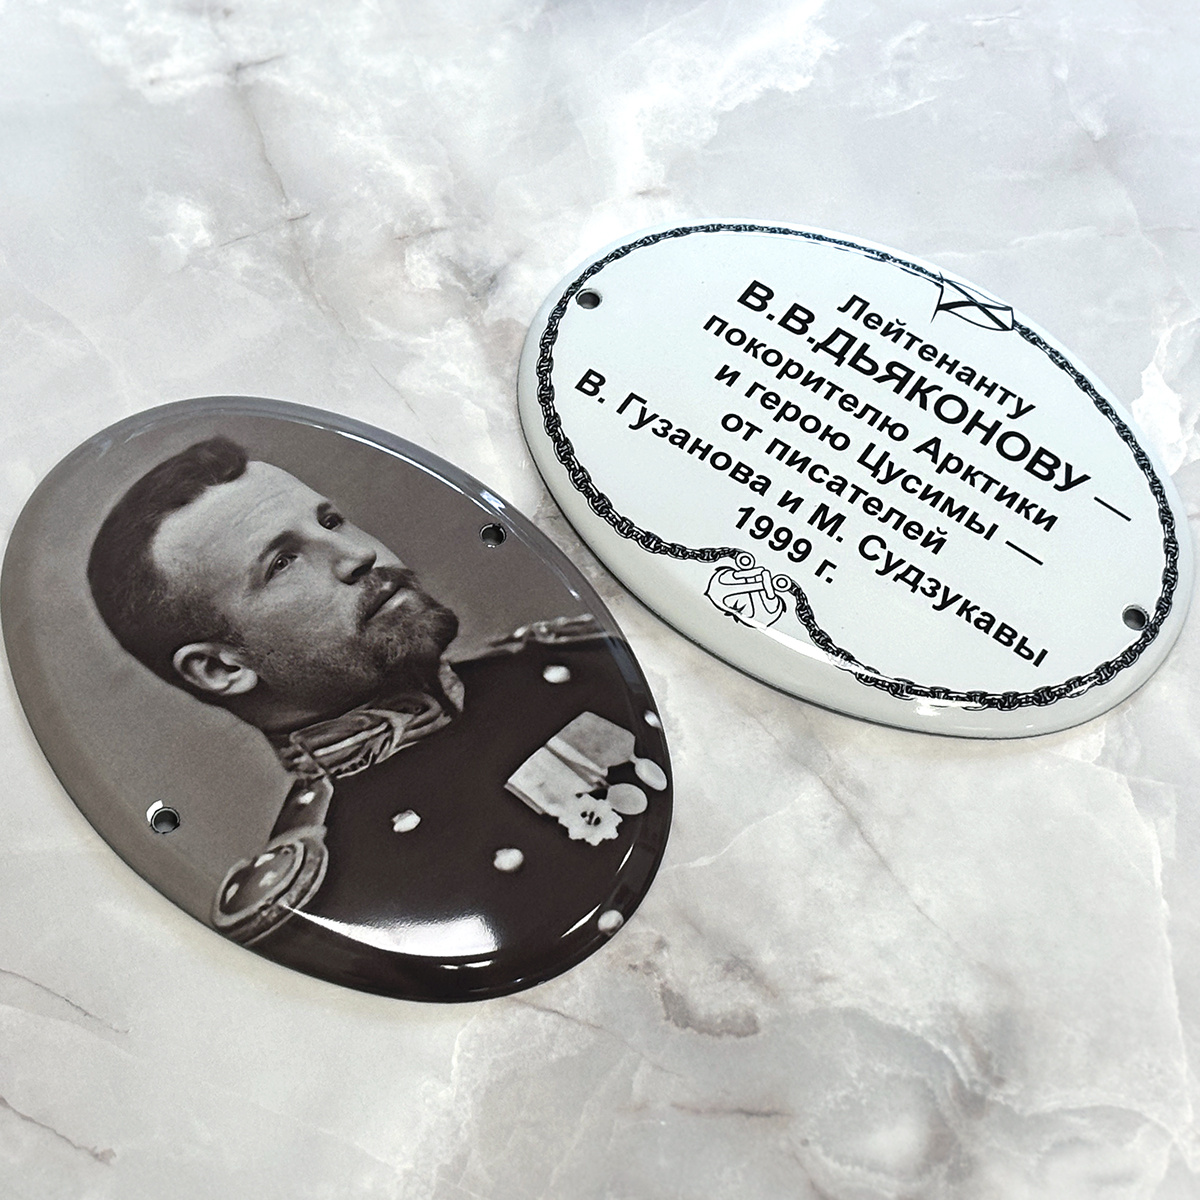 Лейтенанту
В.В.ДЬЯКОНОВУ —
покорителю Арктики
и герою Цусимы —
от писателей
В. Гузанова и М. Судзукавы
1999 г.